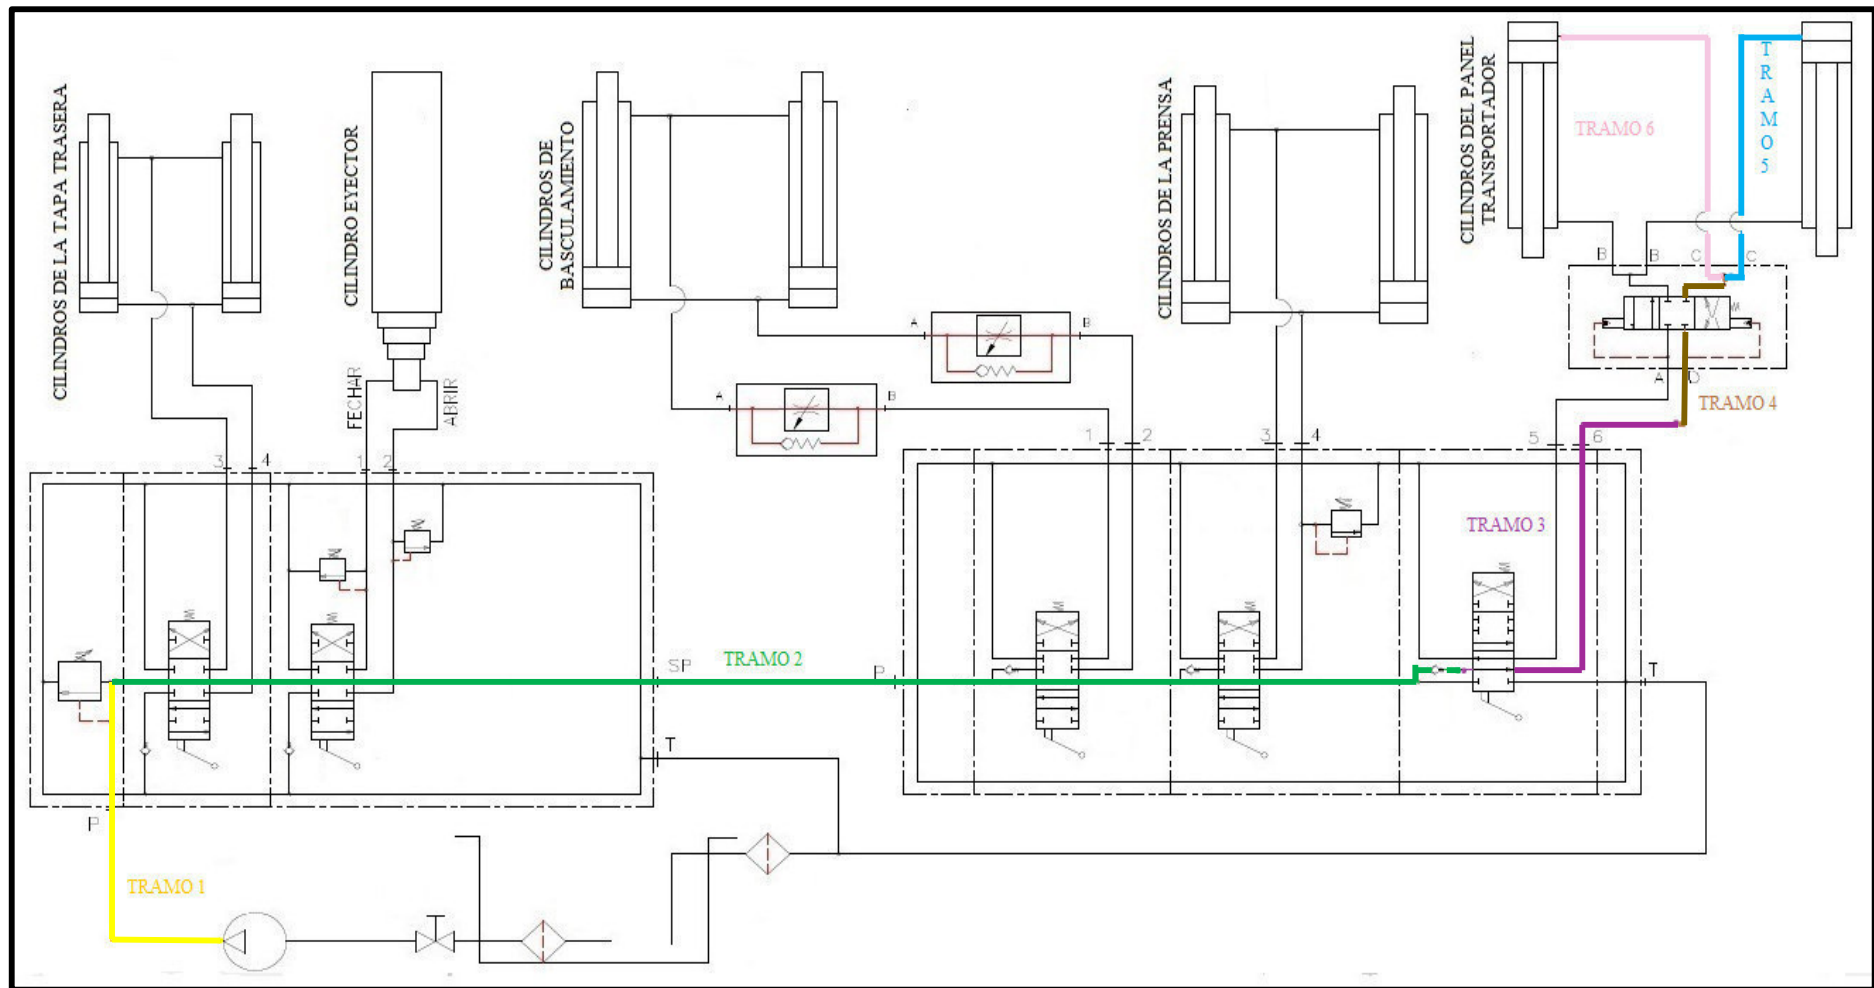 CILINDROS DE LA TAPA TRASERA
CILINDRO EYECTOR
CILINDROS DE
BASCULAMIENTO
CILINDROS DE LA PRENSA
CILINDROS DEL PANEL
TRANSPORTADOR
TRAMO 6
TRAMO 5
B
B
C
C
A
D
TRAMO 4
A
B
A
B
FECHAR
ABRIR
3
4
1
2
1
2
3
4
5
6
TRAMO 3
SP
TRAMO 2
P
T
T
P
TRAMO 1